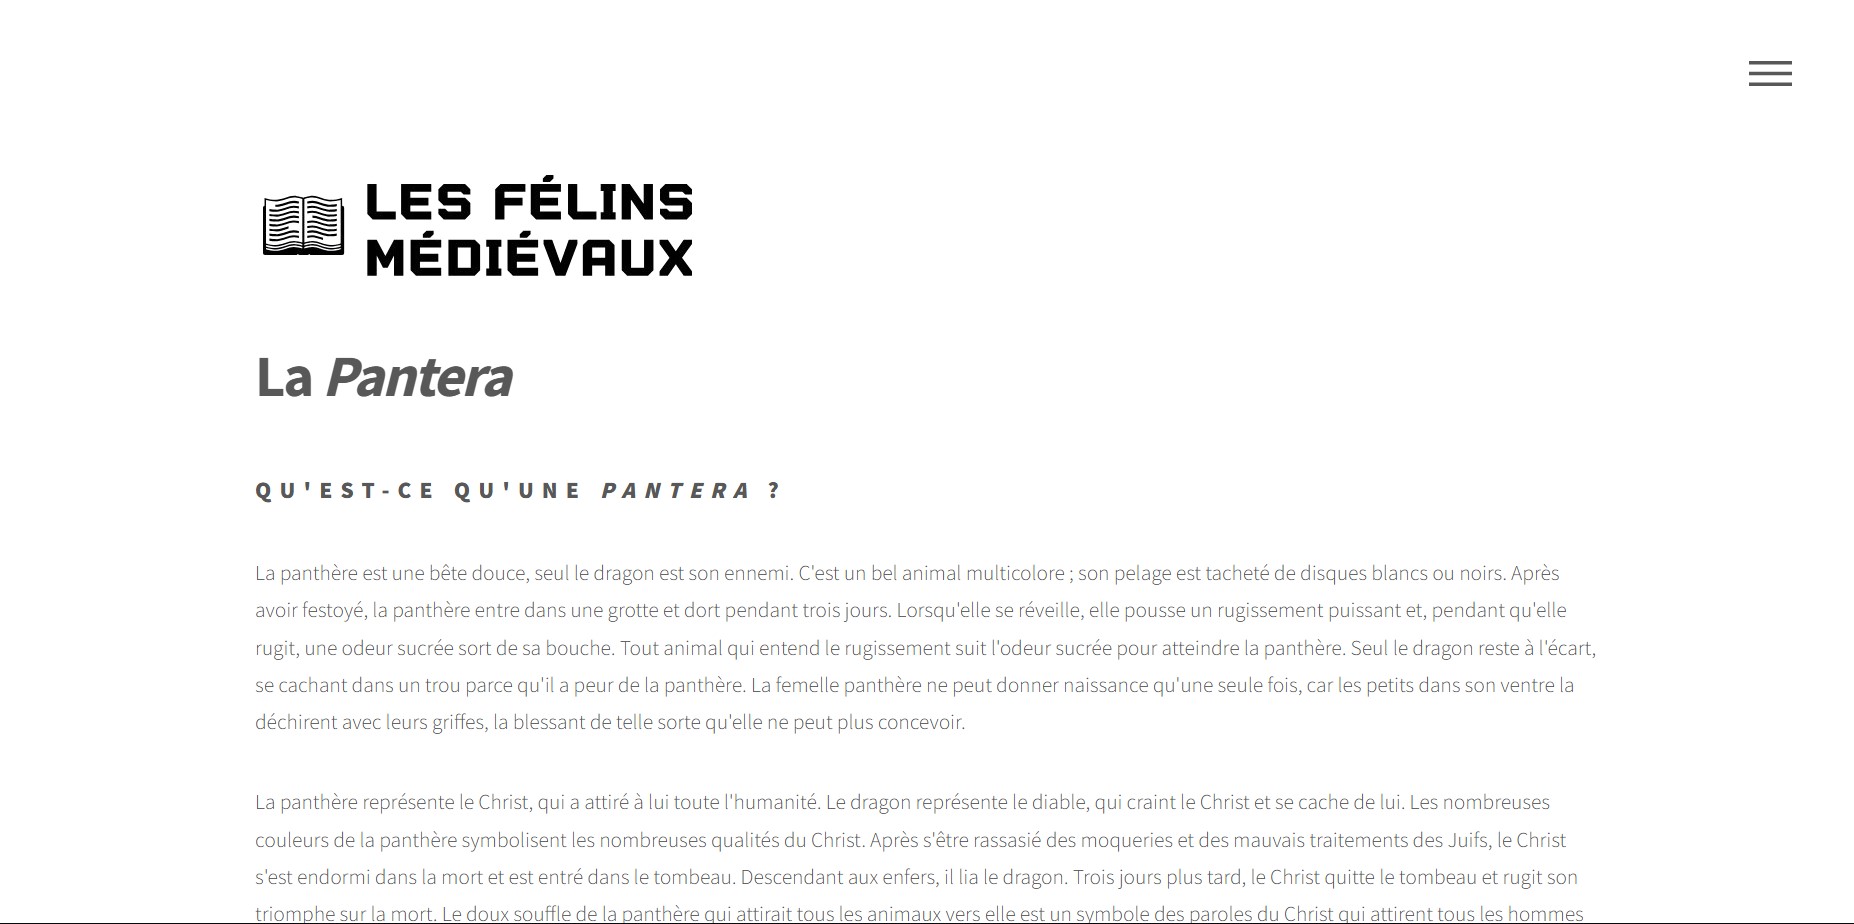 LES FÉLINS
MÉDIÉVAUX
La Pantera
QU'EST-CE QU'UNE PANTERA ?
La panthère est une bête douce, seul le dragon est son ennemi. C'est un bel animal multicolore ; son pelage est tacheté de disques blancs ou noirs. Après
avoir festoyé, la panthère entre dans une grotte et dort pendant trois jours. Lorsqu'elle se réveille, elle pousse un rugissement puissant et, pendant qu'elle
rugit, une odeur sucrée sort de sa bouche. Tout animal qui entend le rugissement suit l'odeur sucrée pour atteindre la panthère. Seul le dragon reste à l'écart,
se cachant dans un trou parce qu'il a peur de la panthère. La femelle panthère ne peut donner naissance qu'une seule fois, car les petits dans son ventre la
déchirent avec leurs griffes, la blessant de telle sorte qu'elle ne peut plus concevoir.
La panthère représente le Christ, qui a attiré à lui toute l'humanité. Le dragon représente le diable, qui craint le Christ et se cache de lui. Les nombreuses
couleurs de la panthère symbolisent les nombreuses qualités du Christ. Après s'être rassasié des moqueries et des mauvais traitements des Juifs, le Christ
s'est endormi dans la mort et est entré dans le tombeau. Descendant aux enfers, il lia le dragon. Trois jours plus tard, le Christ quitte le tombeau et rugit son
triomphe sur la mort. Le doux souffle de la panthère qui attirait tous les animaux vers elle est un symbole des paroles du Christ qui attirent tous les hommes